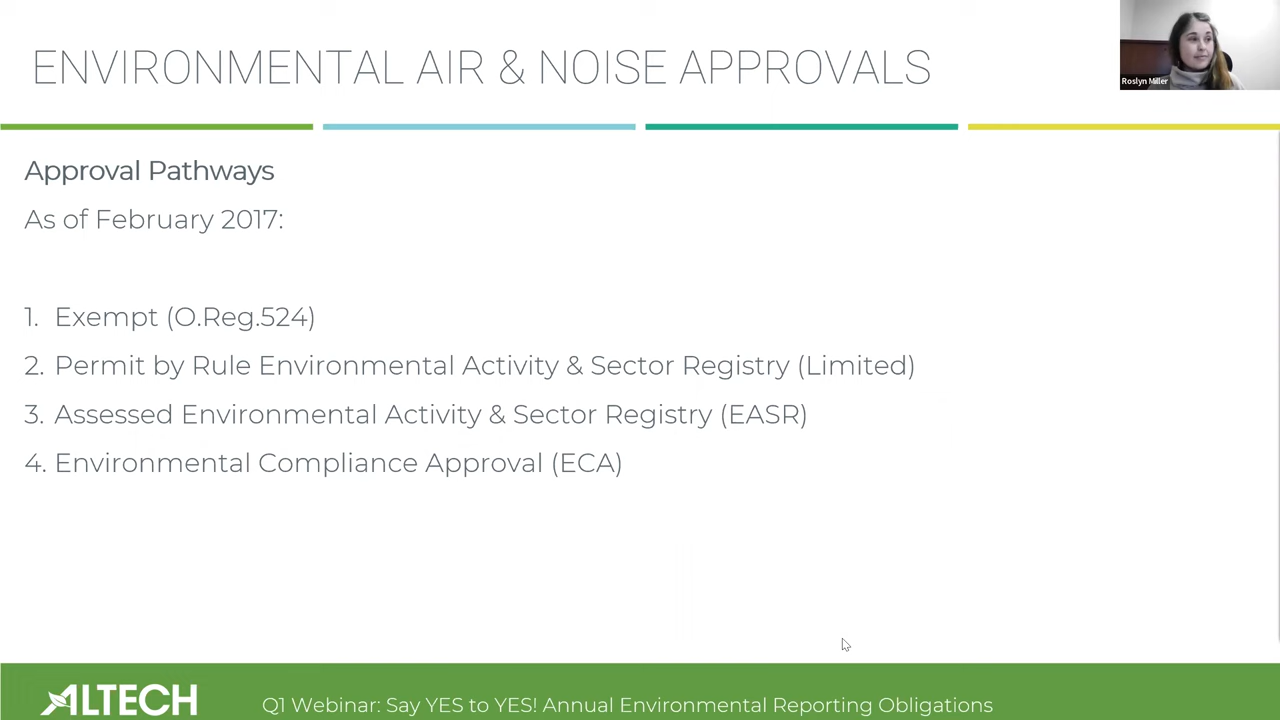 ENVIRONMENTAL AIR & NOISE APPROVALS
Roslyn Miller
Approval Pathways
As of February 2017:
1. Exempt (O.Reg.524)
2. Permit by Rule Environmental Activity & Sector Registry (Limited)
3. Assessed Environmental Activity & Sector Registry (EASR)
4. Environmental Compliance Approval (ECA)
ALTECH
Q1 Webinar: Say YES to YES! Annual Environmental Reporting Obligations